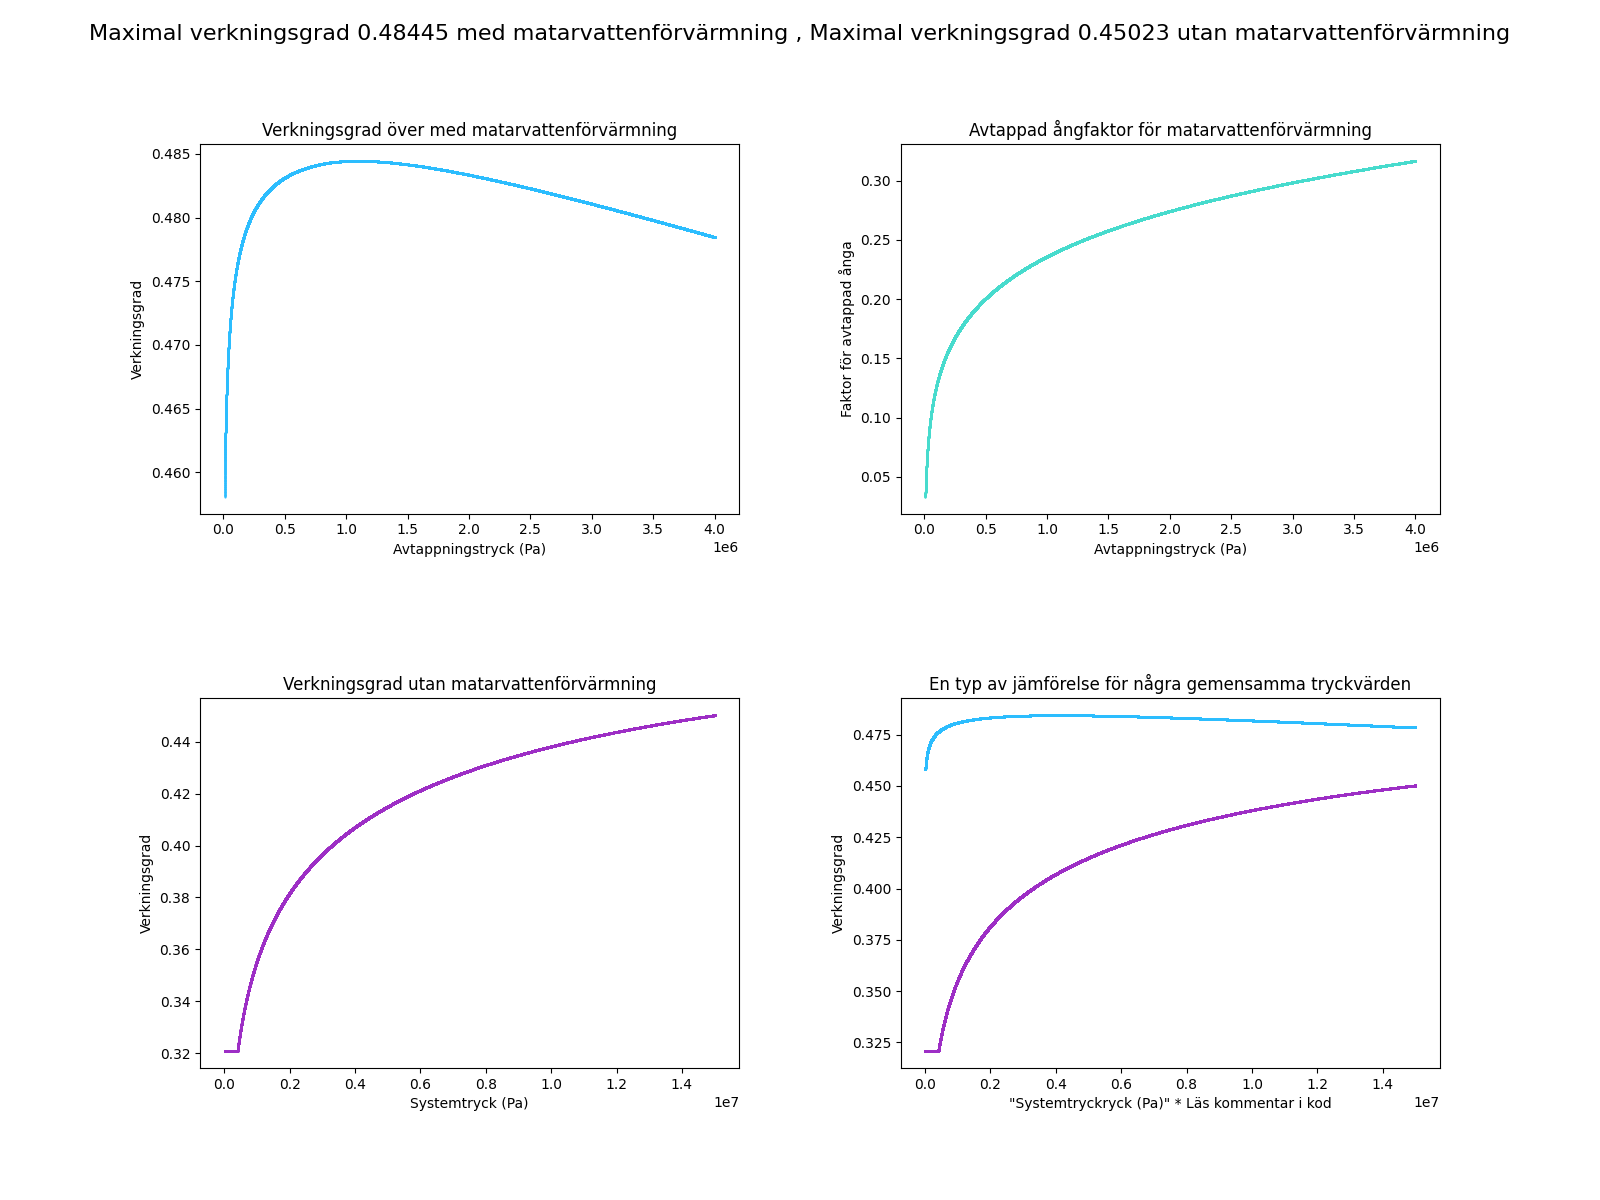 Maximal verkningsgrad 0.48445 med matarvattenförvärmning , Maximal verkningsgrad 0.45023 utan matarvattenförvärmning
Verkningsgrad över med matarvattenförvärmning
0.485
0.480
0.475
0.470
0.465
0.460
Verkningsgrad
0.0 0.5 1.0 1.5 2.0 2.5 3.0 3.5 4.0
Avtappningstryck (Pa)
1e6
Avtappad ångfaktor för matarvattenförvärmning
0.30
0.25
0.20
0.15
0.10
0.05
Faktor för avtappad ånga
0.0 0.5 1.0 1.5 2.0 2.5 3.0 3.5 4.0
Avtappningstryck (Pa)
1e6
Verkningsgrad utan matarvattenförvärmning
0.44
0.42
0.40
0.38
0.36
0.34
0.32
Verkningsgrad
0.0 0.2 0.4 0.6 0.8 1.0 1.2 1.4
Systemtryck (Pa)
1e7
En typ av jämförelse för några gemensamma tryckvärden
0.475
0.450
0.425
0.400
0.375
0.350
0.325
Verkningsgrad
0.0 0.2 0.4 0.6 0.8 1.0 1.2 1.4
"Systemtryckryck (Pa)" * Läs kommentar i kod
1e7